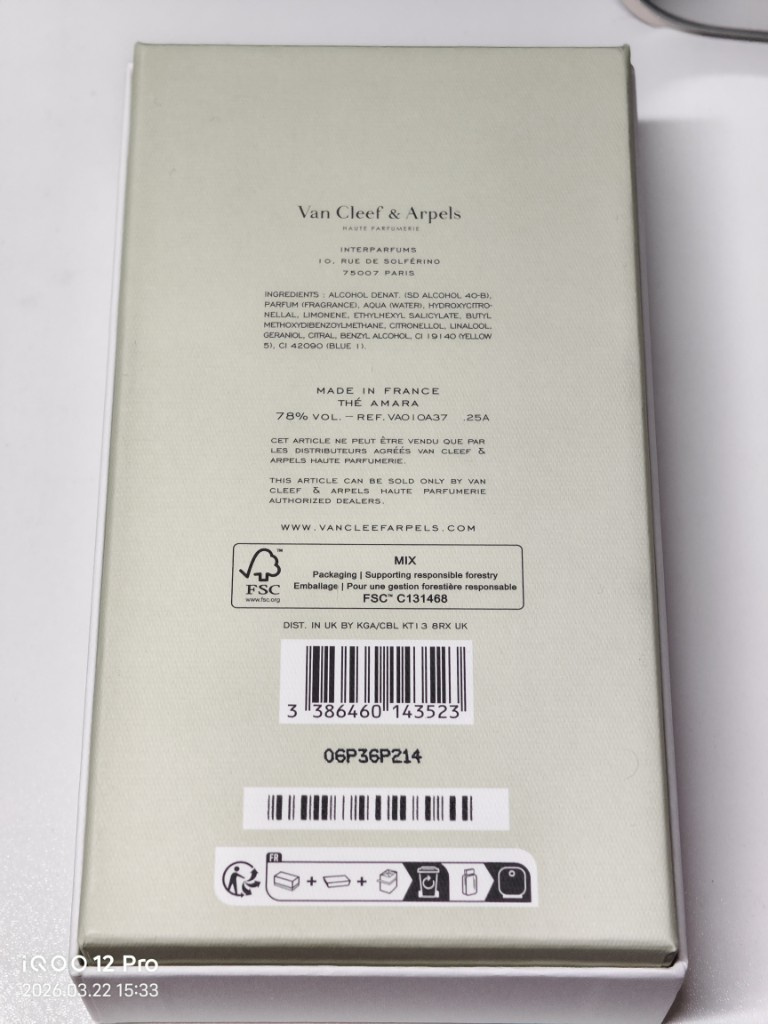 Van Cleef & Arpels
HAUTE PARFUMERIE
INTERPARFUMS
10, RUE DE SOLFÉRINO
75007 PARIS
INGREDIENTS : ALCOHOL DENAT. (SD ALCOHOL 40-B),
PARFUM (FRAGRANCE), AQUA (WATER), HYDROXYCITRO-
NELLAL, LIMONENE, ETHYLHEXYL SALICYLATE, BUTYL
METHOXYDIBENZOYLMETHANE, CITRONELLOL, LINALOOL,
GERANIOL, CITRAL, BENZYL ALCOHOL, CI 19140 (YELLOW
5), CI 42090 (BLUE 1).
MADE IN FRANCE
THÉ AMARA
78% VOL. – REF. VA010A37 .25A
CET ARTICLE NE PEUT ÊTRE VENDU QUE PAR
LES DISTRIBUTEURS AGRÉÉS VAN CLEEF &
ARPELS HAUTE PARFUMERIE.
THIS ARTICLE CAN BE SOLD ONLY BY VAN
CLEEF & ARPELS HAUTE PARFUMERIE
AUTHORIZED DEALERS.
WWW.VANCLEEFARPELS.COM
FSC
www.fsc.org
MIX
Packaging | Supporting responsible forestry
Emballage | Pour une gestion forestière responsable
FSC™ C131468
DIST. IN UK BY KGA/CBL KT13 8RX UK
3 386460 143523
06P36P214
FR
iQOO 12 Pro
2026.03.22 15:33